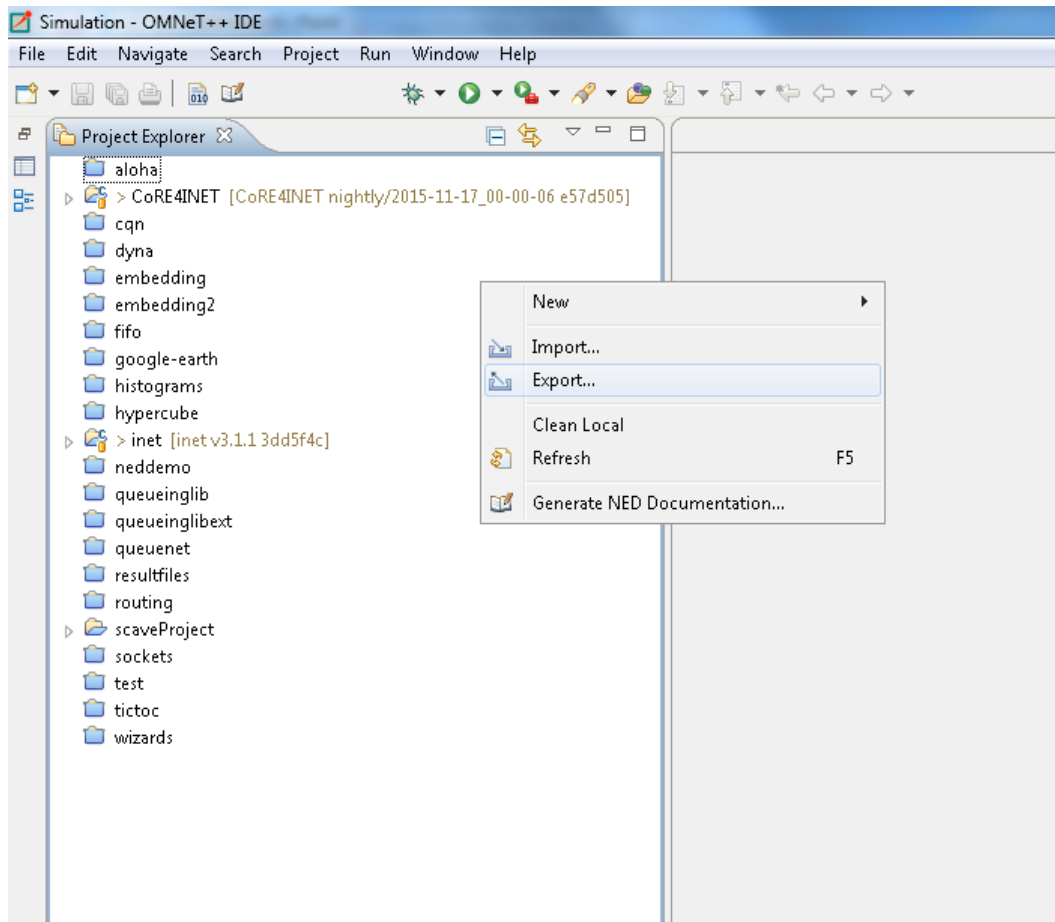 Simulation - OMNeT++ IDE
File Edit Navigate Search Project Run Window Help
010
Project Explorer
aloha
> CoRE4INET [CoRE4INET nightly/2015-11-17_00-00-06 e57d505]
cqn
dyna
embedding
embedding2
fifo
google-earth
histograms
hypercube
> inet [inet v3.1.1 3dd5f4c]
neddemo
queueinglib
queueinglibext
queuenet
resultfiles
routing
scaveProject
sockets
test
tictoc
wizards
New
Import...
Export...
Clean Local
Refresh F5
Generate NED Documentation...